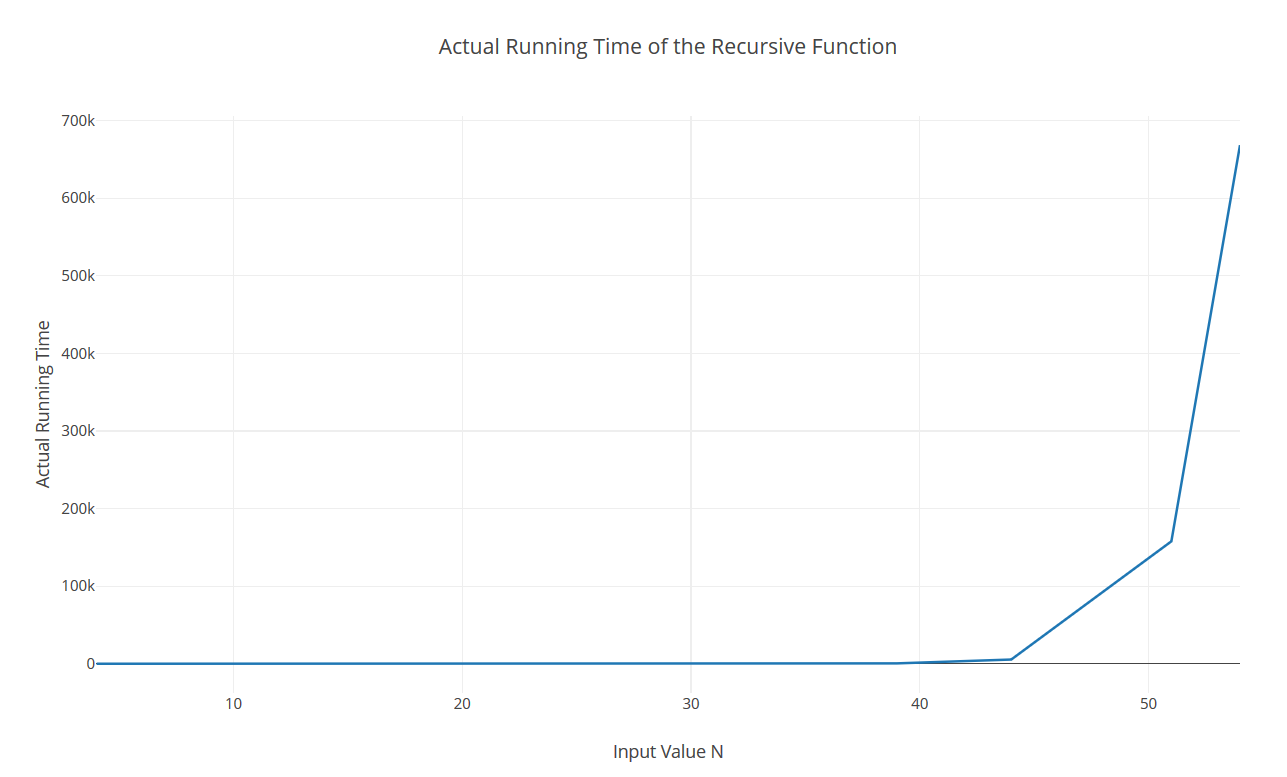 Actual Running Time of the Recursive Function
700k
600k
500k
400k
300k
200k
100k
0
Actual Running Time
10 20 30 40 50
Input Value N